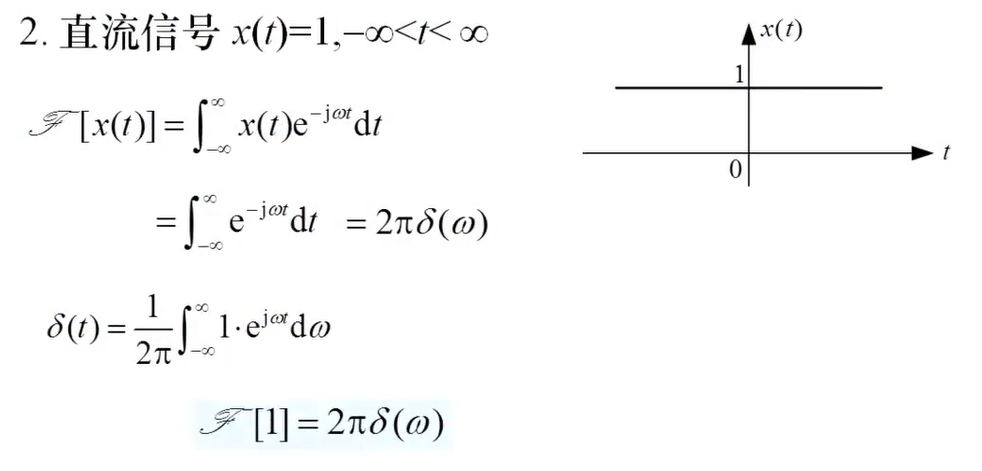 2. 直流信号 x(t)=1,−∞<t<∞
ℱ[x(t)] = ∫_{−∞}^{∞} x(t)e^{−jωt}dt
= ∫_{−∞}^{∞} e^{−jωt}dt = 2πδ(ω)
δ(t) = \frac{1}{2π}∫_{−∞}^{∞} 1·e^{jωt}dω
ℱ[1] = 2πδ(ω)
x(t)
1
0
t